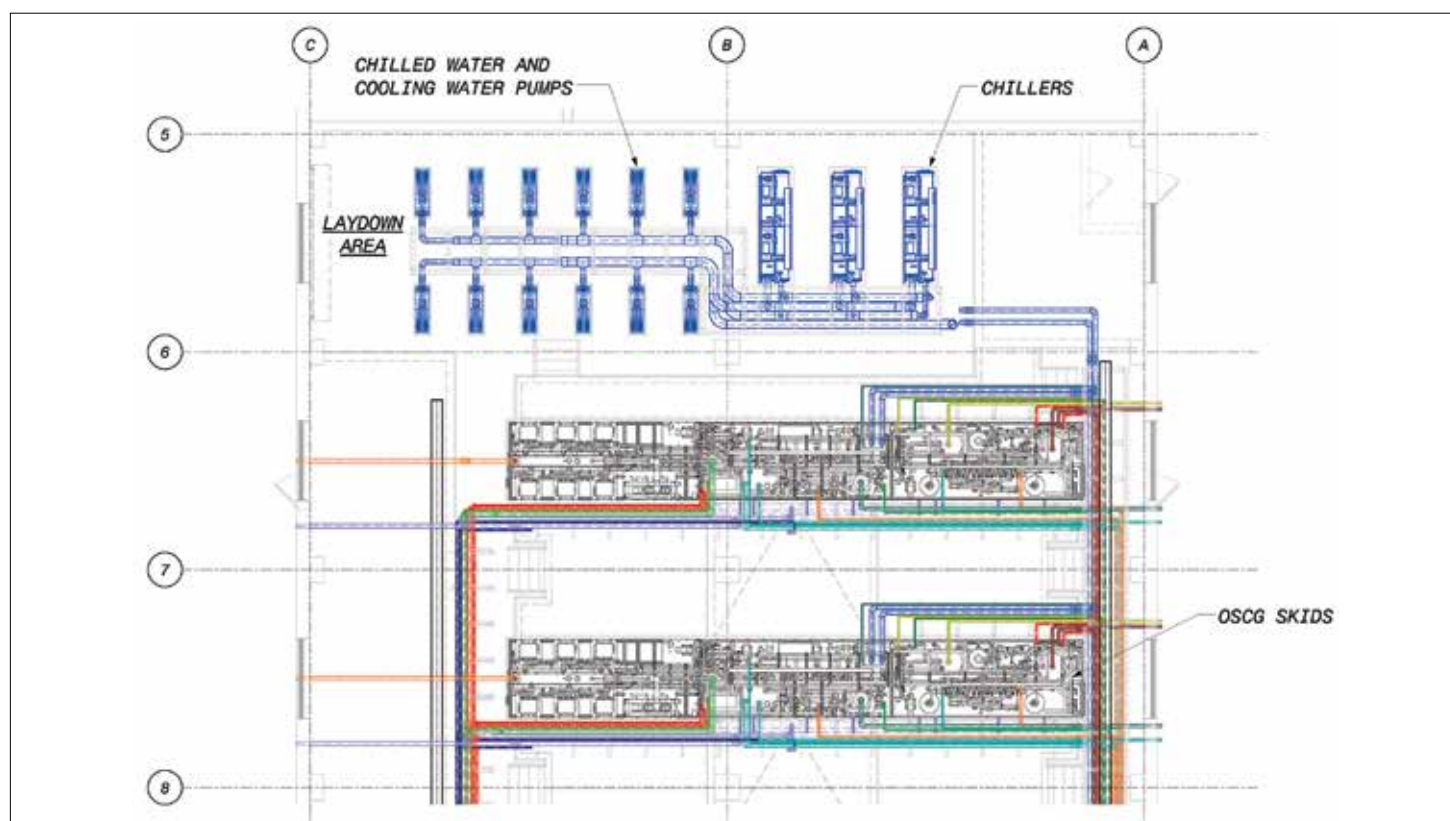 C
B
A
CHILLED WATER AND
COOLING WATER PUMPS
CHILLERS
5
LAYDOWN
AREA
6
7
OSCG SKIDS
8